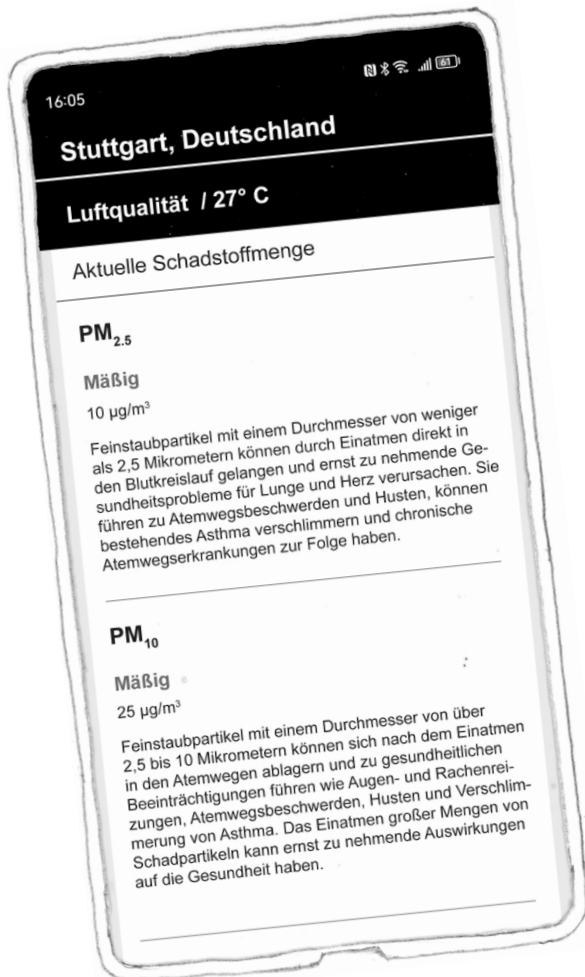 16:05
61
Stuttgart, Deutschland
Luftqualität / 27° C
Aktuelle Schadstoffmenge
PM2.5
Mäßig
10 µg/m³
Feinstaubpartikel mit einem Durchmesser von weniger
als 2,5 Mikrometern können durch Einatmen direkt in
den Blutkreislauf gelangen und ernst zu nehmende Ge-
sundheitsprobleme für Lunge und Herz verursachen. Sie
führen zu Atemwegsbeschwerden und Husten, können
bestehendes Asthma verschlimmern und chronische
Atemwegserkrankungen zur Folge haben.
PM10
Mäßig
25 µg/m³
Feinstaubpartikel mit einem Durchmesser von über
2,5 bis 10 Mikrometern können sich nach dem Einatmen
in den Atemwegen ablagern und zu gesundheitlichen
Beeinträchtigungen führen wie Augen- und Rachenrei-
zungen, Atemwegsbeschwerden, Husten und Verschlim-
merung von Asthma. Das Einatmen großer Mengen von
Schadpartikeln kann ernst zu nehmende Auswirkungen
auf die Gesundheit haben.